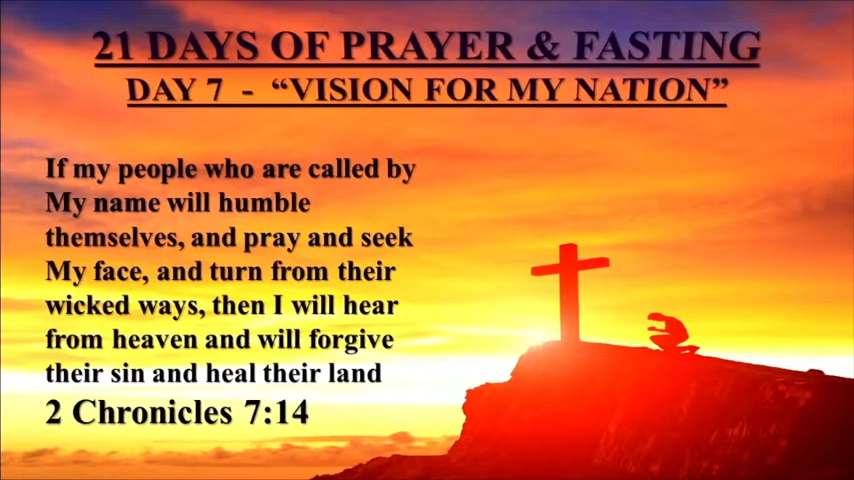 21 DAYS OF PRAYER & FASTING
DAY 7 - “VISION FOR MY NATION”
If my people who are called by
My name will humble
themselves, and pray and seek
My face, and turn from their
wicked ways, then I will hear
from heaven and will forgive
their sin and heal their land
2 Chronicles 7:14